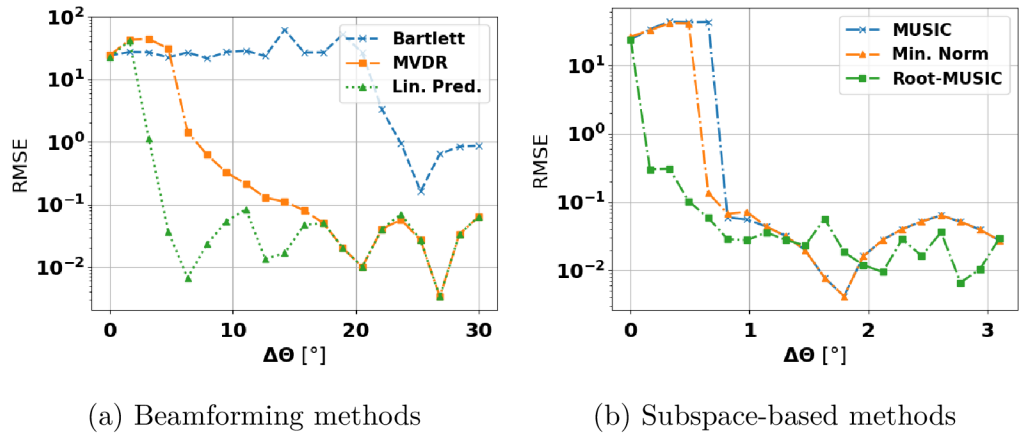 10²
10¹
10⁰
10⁻¹
10⁻²
RMSE
0
10
20
30
ΔΘ [°]
Bartlett
MVDR
Lin. Pred.
(a) Beamforming methods
10¹
10⁰
10⁻¹
10⁻²
RMSE
0
1
2
3
ΔΘ [°]
MUSIC
Min. Norm
Root-MUSIC
(b) Subspace-based methods